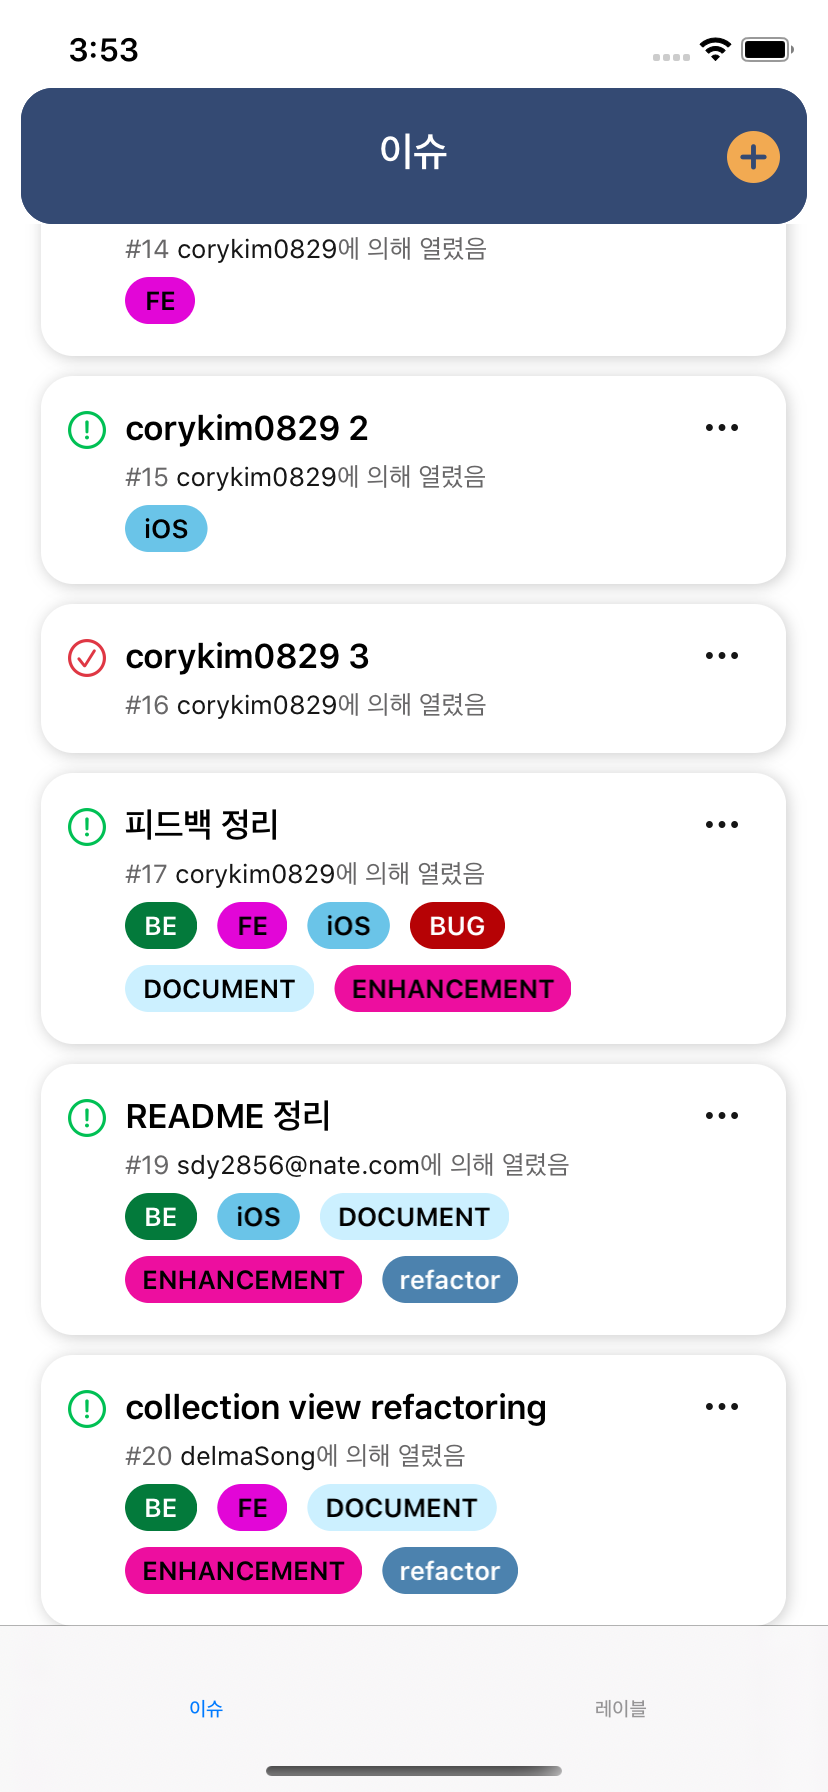 3:53
이슈
#14 corykim0829에 의해 열렸음
FE
corykim0829 2
#15 corykim0829에 의해 열렸음
iOS
corykim0829 3
#16 corykim0829에 의해 열렸음
피드백 정리
#17 corykim0829에 의해 열렸음
BE FE iOS BUG
DOCUMENT ENHANCEMENT
README 정리
#19 sdy2856@nate.com에 의해 열렸음
BE iOS DOCUMENT
ENHANCEMENT refactor
collection view refactoring
#20 delmaSong에 의해 열렸음
BE FE DOCUMENT
ENHANCEMENT refactor
이슈 레이블